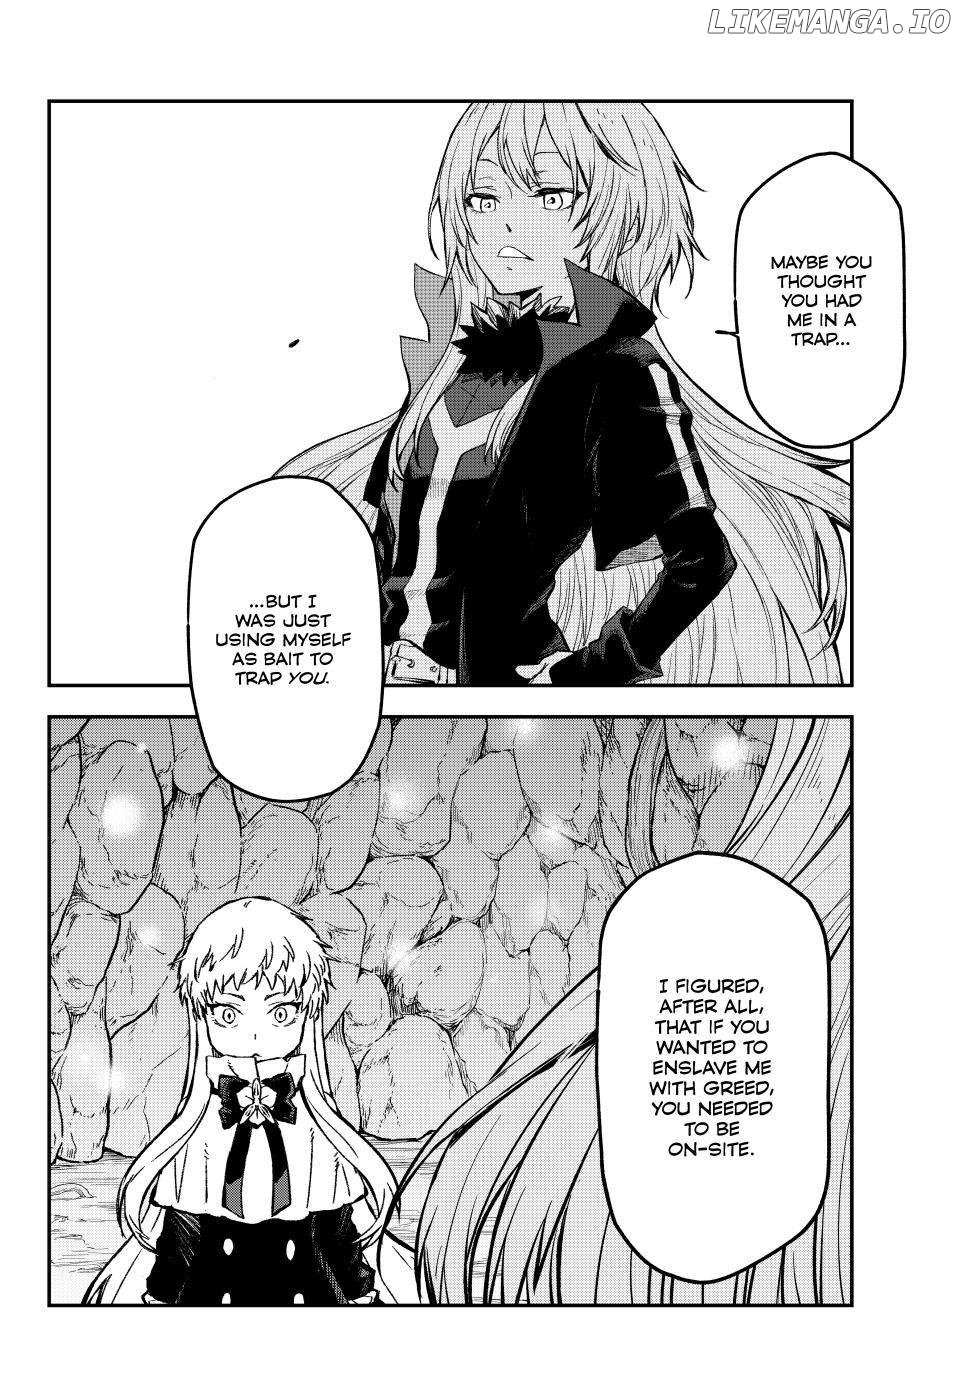 LIKEMANGA.IO
MAYBE YOU
THOUGHT
YOU HAD
ME IN A
TRAP...
...BUT I
WAS JUST
USING MYSELF
AS BAIT TO
TRAP YOU.
I FIGURED,
AFTER ALL,
THAT IF YOU
WANTED TO
ENSLAVE ME
WITH GREED,
YOU NEEDED
TO BE
ON-SITE.